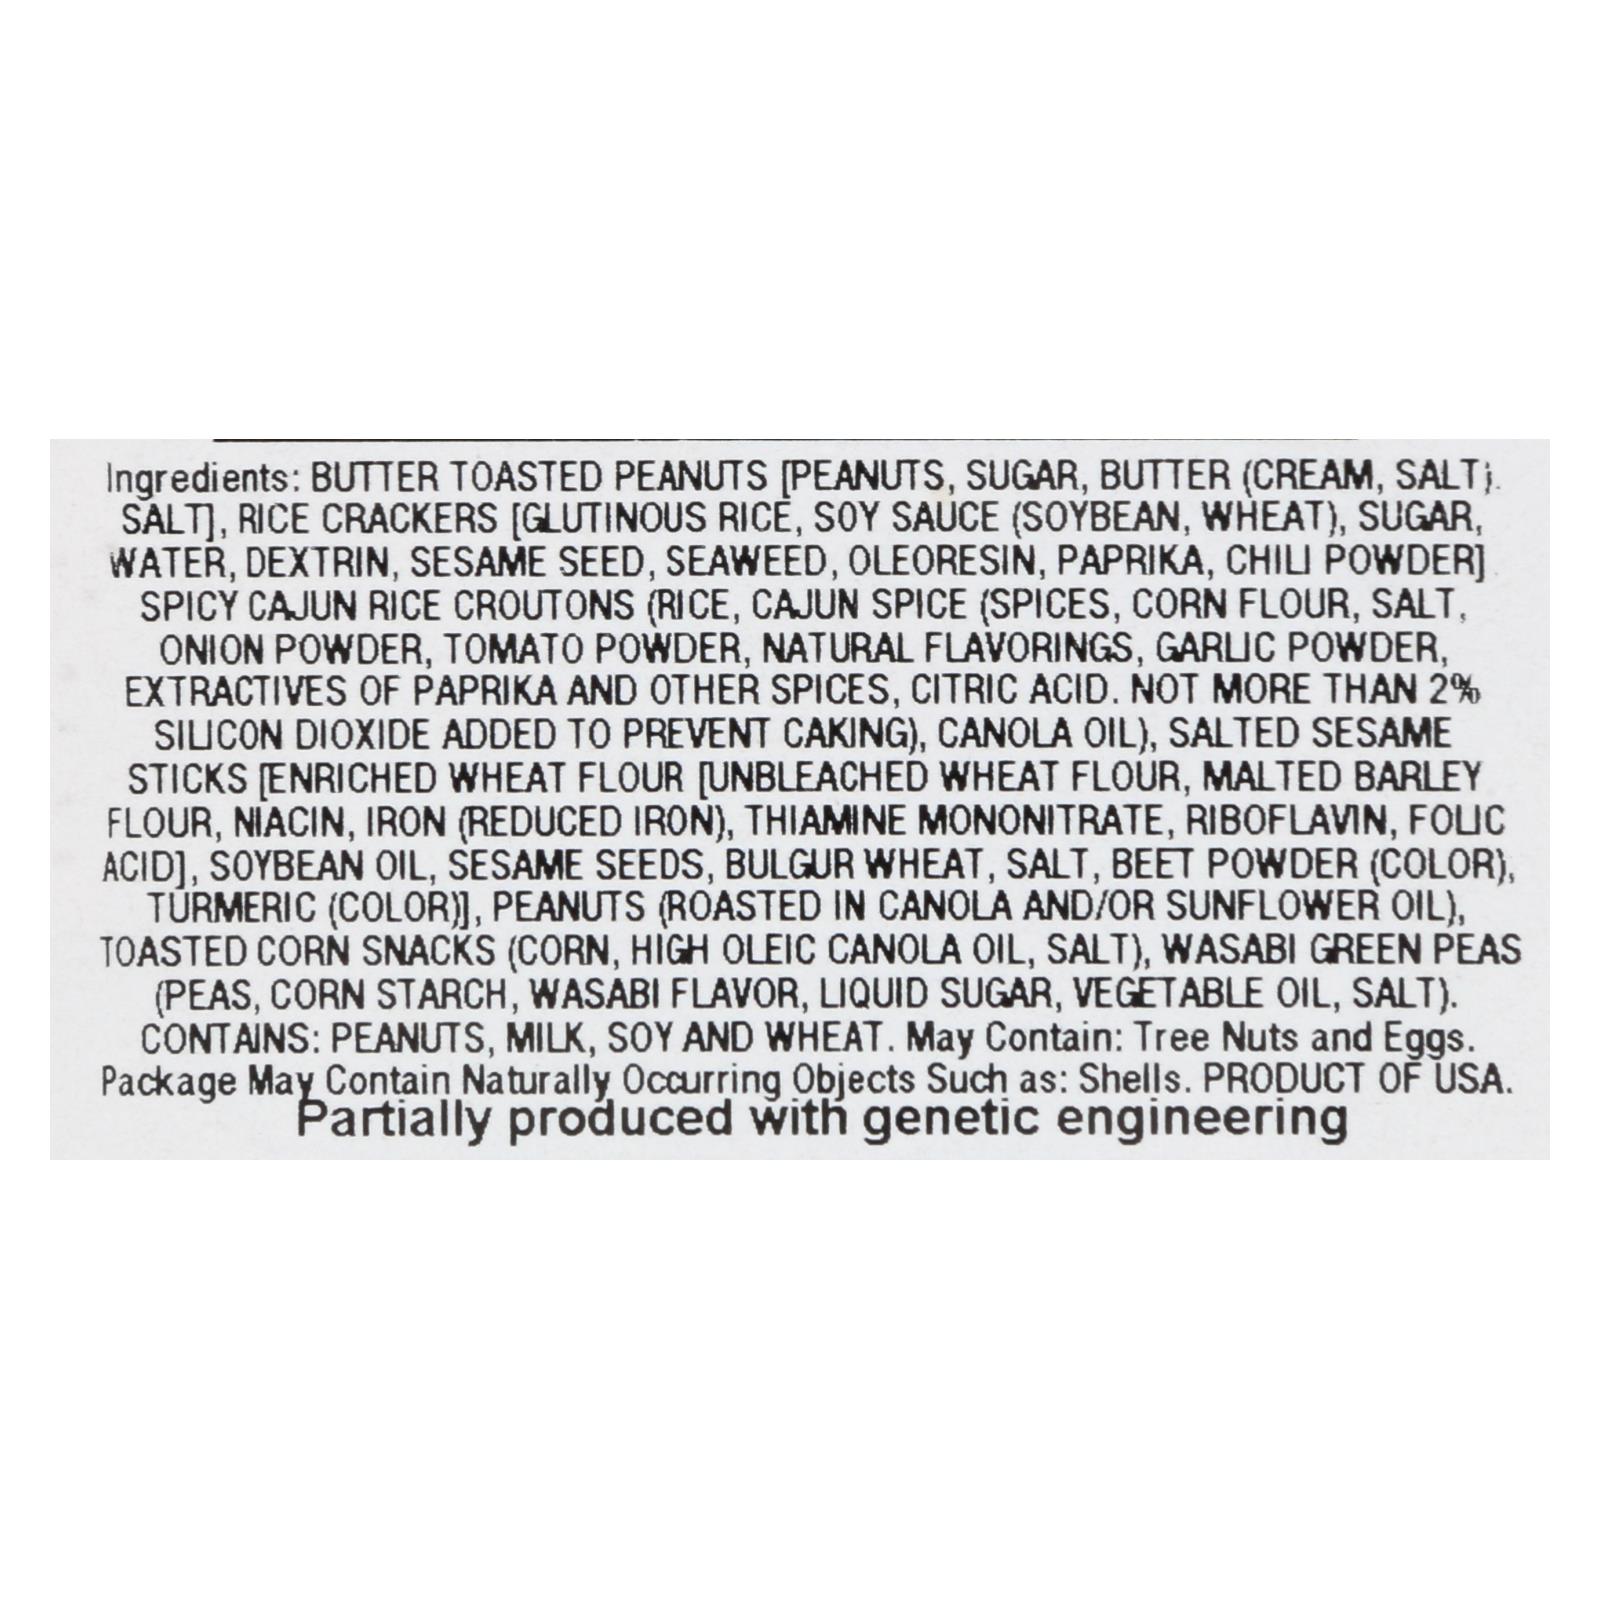 Ingredients: BUTTER TOASTED PEANUTS [PEANUTS, SUGAR, BUTTER (CREAM, SALT).
SALT], RICE CRACKERS [GLUTINOUS RICE, SOY SAUCE (SOYBEAN, WHEAT), SUGAR,
WATER, DEXTRIN, SESAME SEED, SEAWEED, OLEORESIN, PAPRIKA, CHILI POWDER]
SPICY CAJUN RICE CROUTONS (RICE, CAJUN SPICE (SPICES, CORN FLOUR, SALT,
ONION POWDER, TOMATO POWDER, NATURAL FLAVORINGS, GARLIC POWDER,
EXTRACTIVES OF PAPRIKA AND OTHER SPICES, CITRIC ACID. NOT MORE THAN 2%
SILICON DIOXIDE ADDED TO PREVENT CAKING), CANOLA OIL), SALTED SESAME
STICKS [ENRICHED WHEAT FLOUR [UNBLEACHED WHEAT FLOUR, MALTED BARLEY
FLOUR, NIACIN, IRON (REDUCED IRON), THIAMINE MONONITRATE, RIBOFLAVIN, FOLIC
ACID], SOYBEAN OIL, SESAME SEEDS, BULGUR WHEAT, SALT, BEET POWDER (COLOR),
TURMERIC (COLOR)], PEANUTS (ROASTED IN CANOLA AND/OR SUNFLOWER OIL),
TOASTED CORN SNACKS (CORN, HIGH OLEIC CANOLA OIL, SALT), WASABI GREEN PEAS
(PEAS, CORN STARCH, WASABI FLAVOR, LIQUID SUGAR, VEGETABLE OIL, SALT).
CONTAINS: PEANUTS, MILK, SOY AND WHEAT. May Contain: Tree Nuts and Eggs.
Package May Contain Naturally Occurring Objects Such as: Shells. PRODUCT OF USA.
Partially produced with genetic engineering